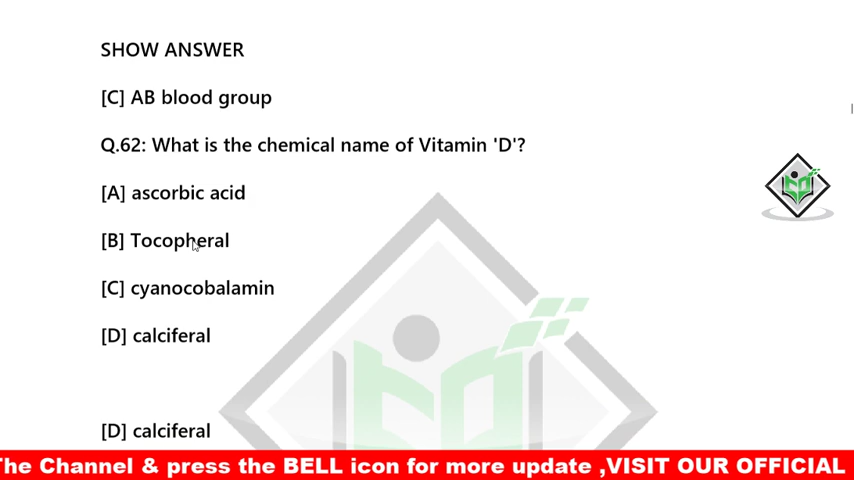 SHOW ANSWER
[C] AB blood group
Q.62: What is the chemical name of Vitamin 'D'?
[A] ascorbic acid
[B] Tocopheral
[C] cyanocobalamin
[D] calciferal
[D] calciferal
The Channel & press the BELL icon for more update ,VISIT OUR OFFICIAL